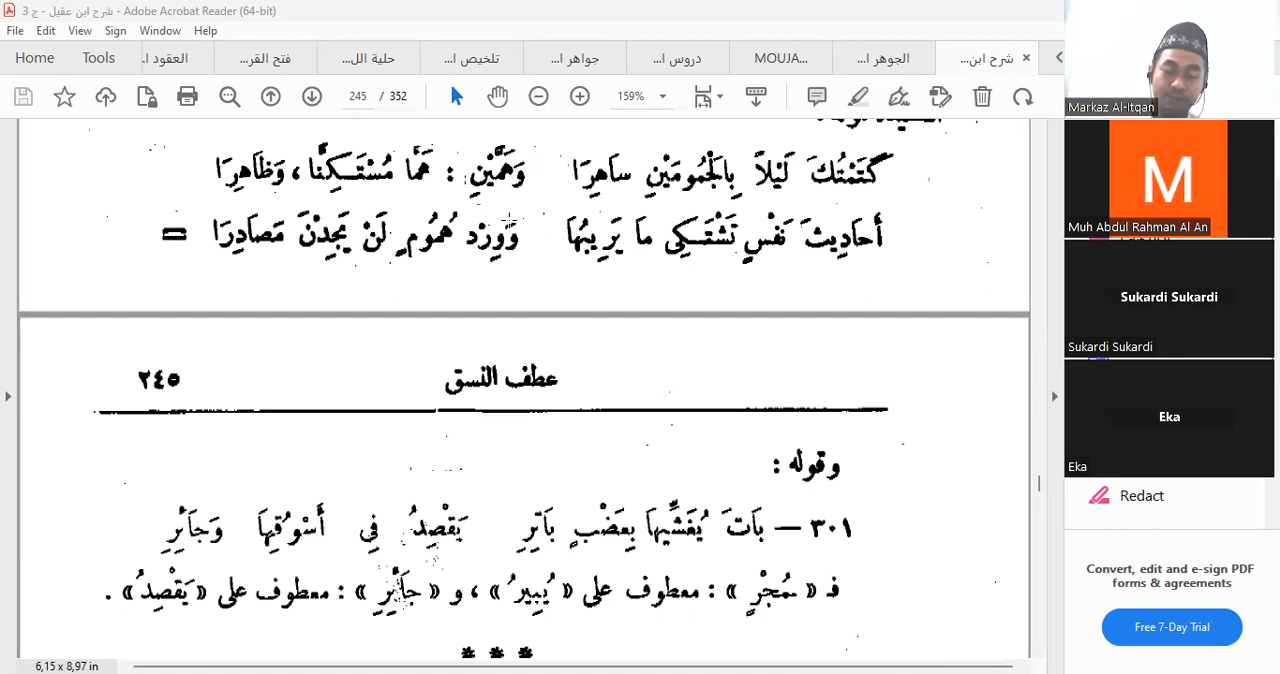 شرح ابن عقيل - ج 3 - Adobe Acrobat Reader (64-bit)
File Edit View Sign Window Help
Home Tools العقود ا. فتح القر... حلية الل... تلخيص ا... جواهر ا... دروس ا... MOUJA... الجوهر ا... شرح ابن... ×
245 / 352 159%
كَتَمْتُكَ لَيْلاً بِالْجَمُومَيْنِ سَاهِرَا وَهَمَّيْنِ : هَمًّا مُسْتَكِنًّا ، وَظَاهِرَا
أَحَادِيثَ نَفْسٍ تَشْتَكِى مَا يَرِيبُهَا وَوِرْد هُمُومٍ لَنْ يَجِدْنَ مَصَادِرَا =
عطف النسق ٢٤٥
وقوله :
٣٠١ — بَاتَ يُغَشِّيهَا بِعَضْبٍ بَاتِرِ يَقْصِدُ فِى أَسْوُقِهَا وَجَائِرِ
فـ « مُجْرٍ » : معطوف على « يُبِيرُ » ، و « جَائِرِ » : معطوف على « يَقْصِدُ » .
* * *
6,15 x 8,97 in
Markaz Al-Itqan
M
Muh Abdul Rahman Al An
Sukardi Sukardi
Sukardi Sukardi
Eka
Eka
Redact
Convert, edit and e-sign PDF
forms & agreements
Free 7-Day Trial